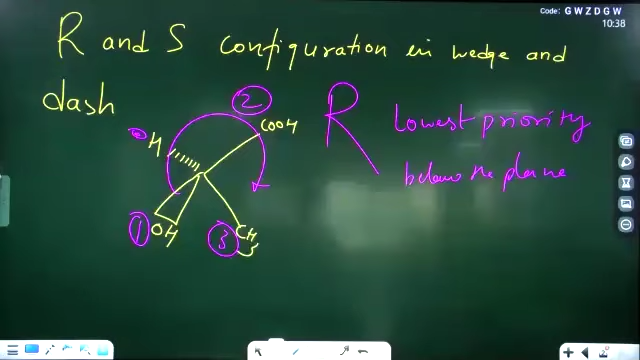 Code: GWZDGW
10:38
R and S configuration in wedge and
dash
2
COOH
H
R
Lowest priority
below the plane
1
OH
3
CH3